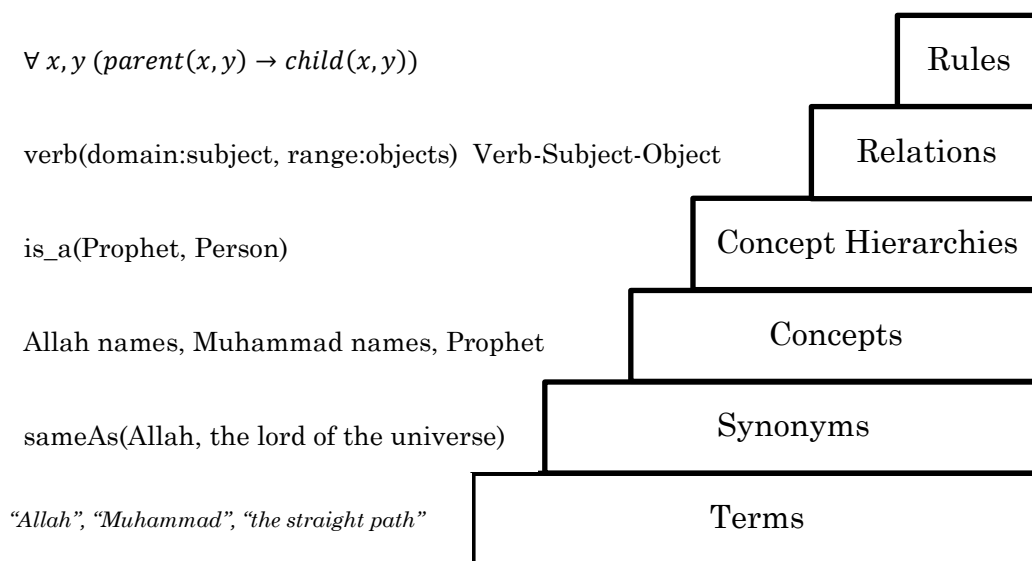 ∀ x, y (parent(x, y) → child(x, y))
Rules
verb(domain:subject, range:objects) Verb-Subject-Object
Relations
is_a(Prophet, Person)
Concept Hierarchies
Allah names, Muhammad names, Prophet
Concepts
sameAs(Allah, the lord of the universe)
Synonyms
“Allah”, “Muhammad”, “the straight path”
Terms